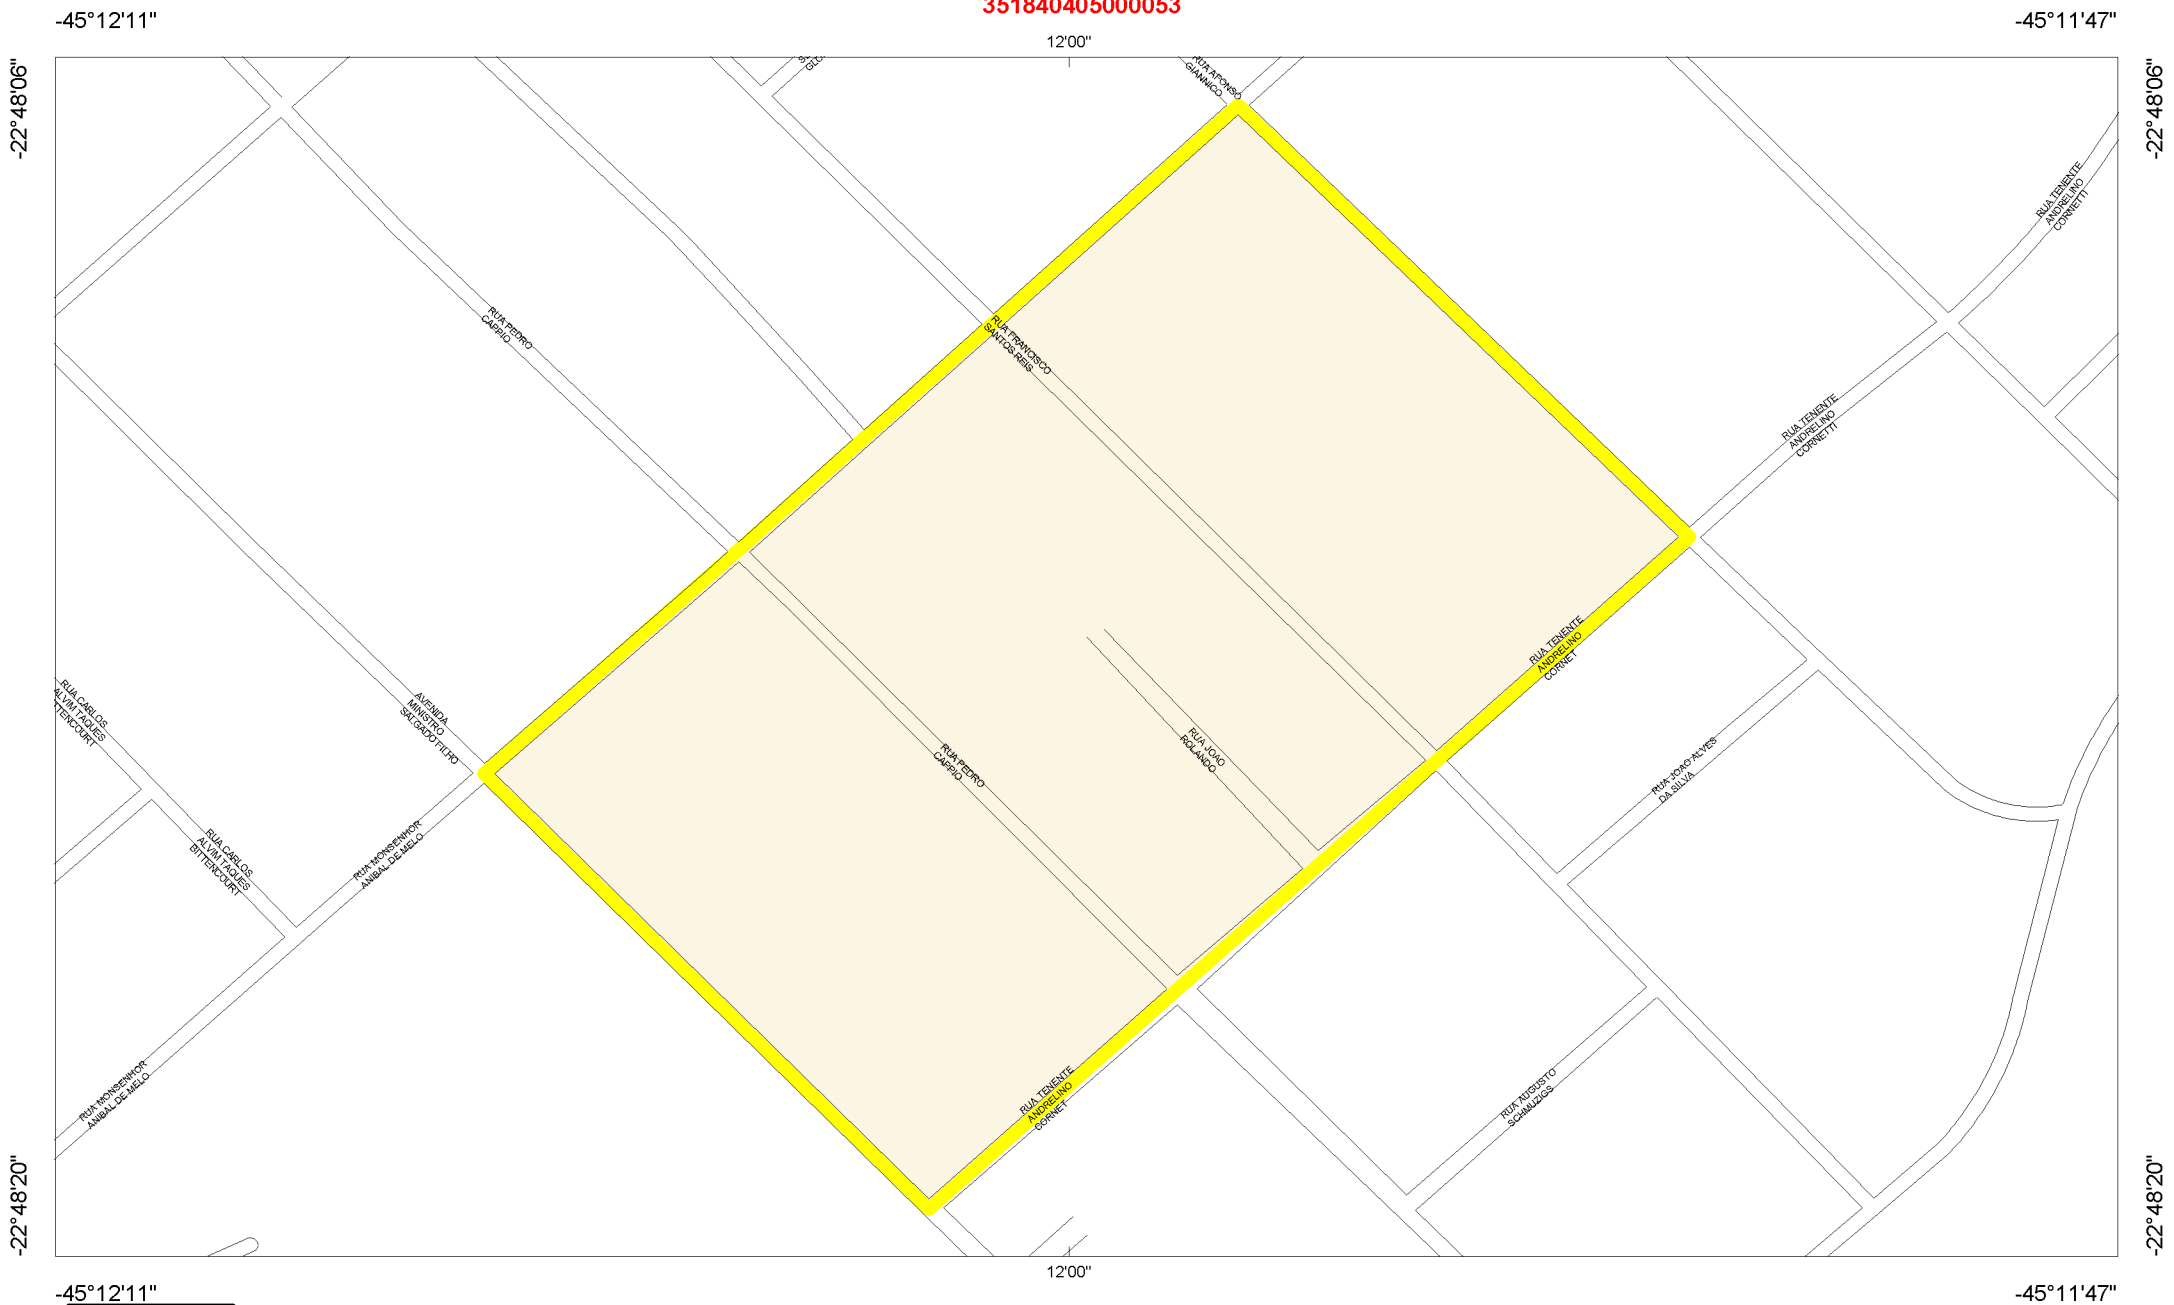 351840405000053
-45°12'11"
-45°11'47"
12'00"
-22°48'06"
-22°48'06"
RUA AFONSO
GIANNICO
RUA TENENTE
ANDRELINO
CORNETTI
RUA PEDRO
CAPPIO
RUA FRANCISCO
SANTOS REIS
RUA TENENTE
ANDRELINO
CORNETTI
RUA TENENTE
ANDRELINO
CORNET
RUA CARLOS
ALVIM TAQUES
TTENCOURT
AVENIDA
MINISTRO
SALGADO FILHO
RUA PEDRO
CAPPIO
RUA JOAO
ROLANDO
RUA JOAO ALVES
DA SILVA
RUA CARLOS
ALVIM TAQUES
BITTENCOURT
RUA MONSENHOR
ANIBAL DE MELO
RUA MONSENHOR
ANIBAL DE MELO
RUA TENENTE
ANDRELINO
CORNET
RUA AUGUSTO
SCHMUZIGS
-22°48'20"
-22°48'20"
12'00"
-45°12'11"
-45°11'47"